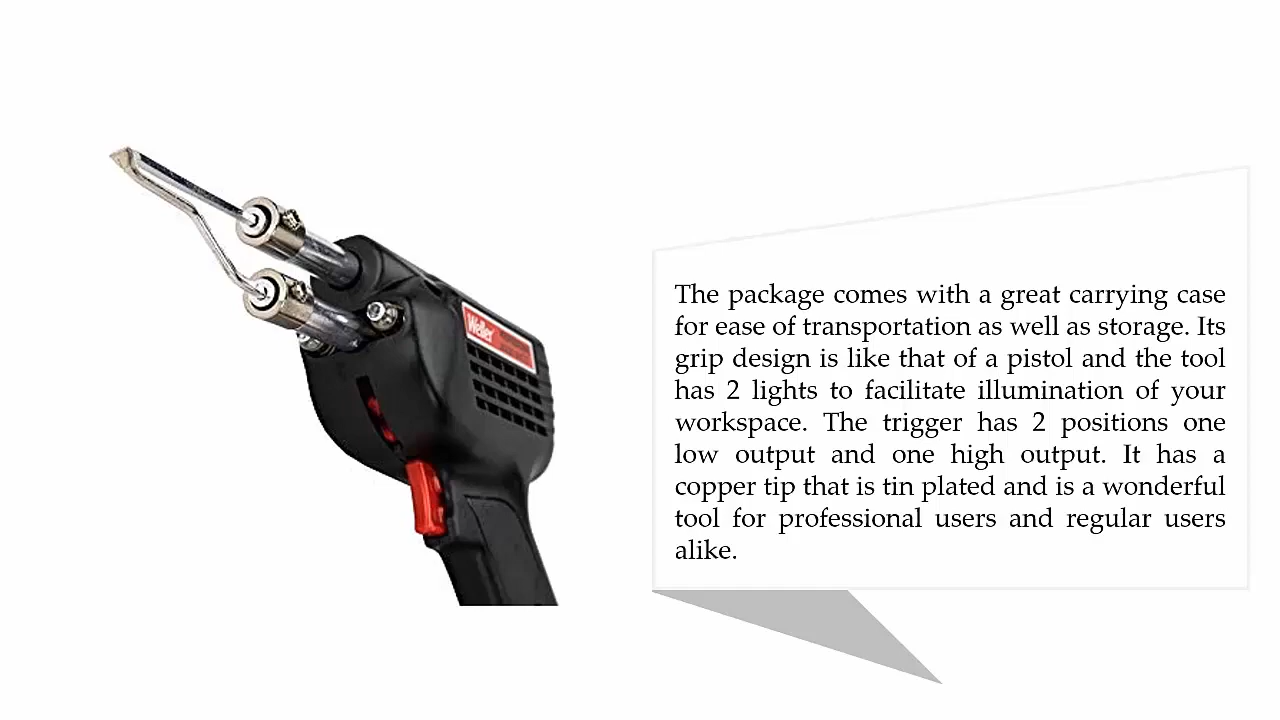 Weller
The package comes with a great carrying case
for ease of transportation as well as storage. Its
grip design is like that of a pistol and the tool
has 2 lights to facilitate illumination of your
workspace. The trigger has 2 positions one
low output and one high output. It has a
copper tip that is tin plated and is a wonderful
tool for professional users and regular users
alike.